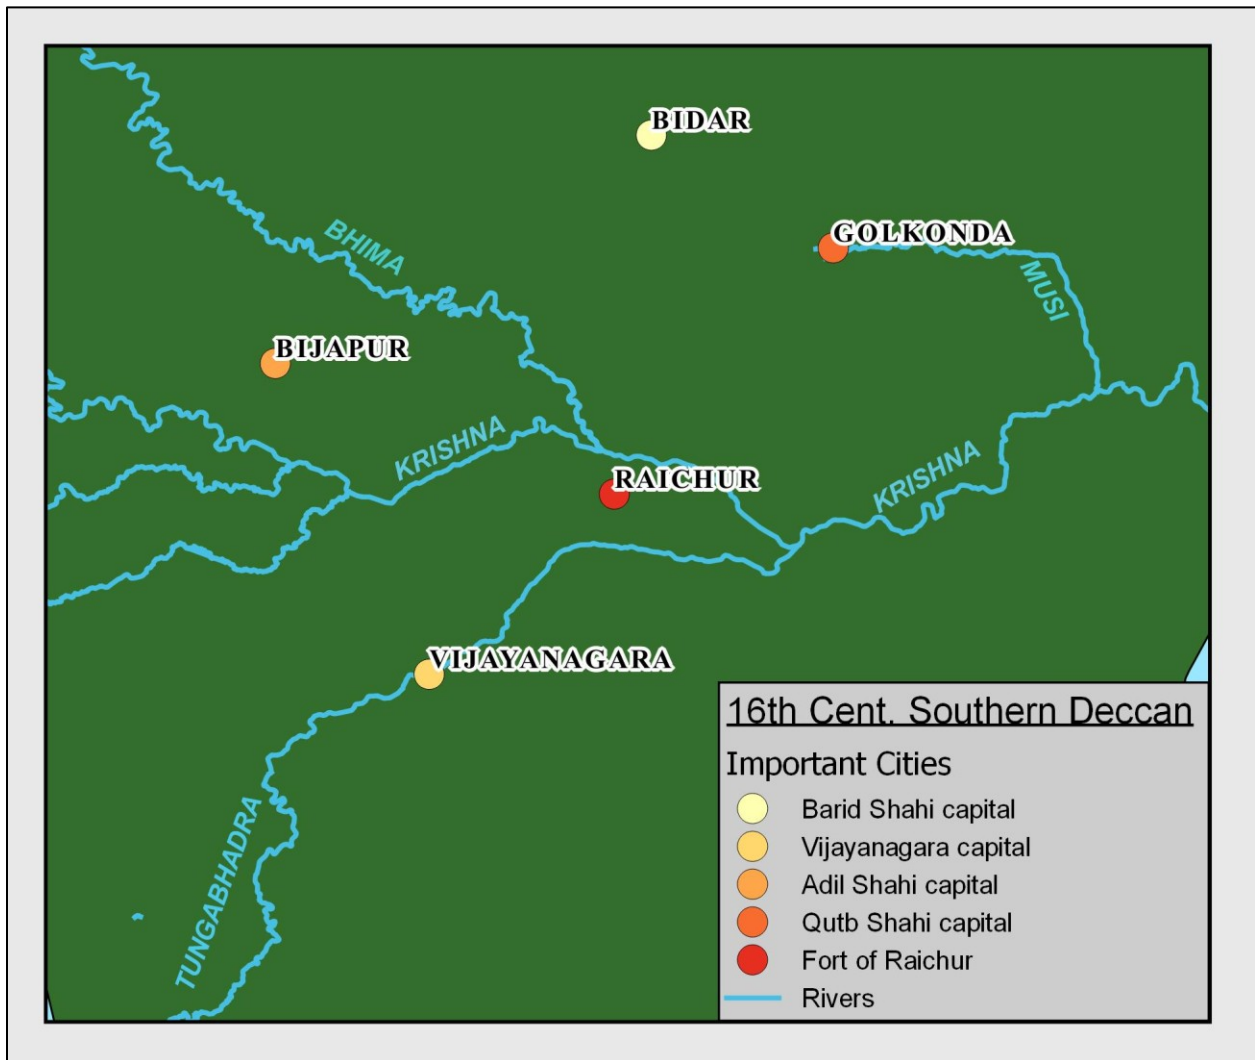 BIDAR
GOLKONDA
BHIMA
MUSI
BIJAPUR
KRISHNA
RAICHUR
KRISHNA
VIJAYANAGARA
TUNGABHADRA
16th Cent. Southern Deccan
Important Cities
Barid Shahi capital
Vijayanagara capital
Adil Shahi capital
Qutb Shahi capital
Fort of Raichur
Rivers